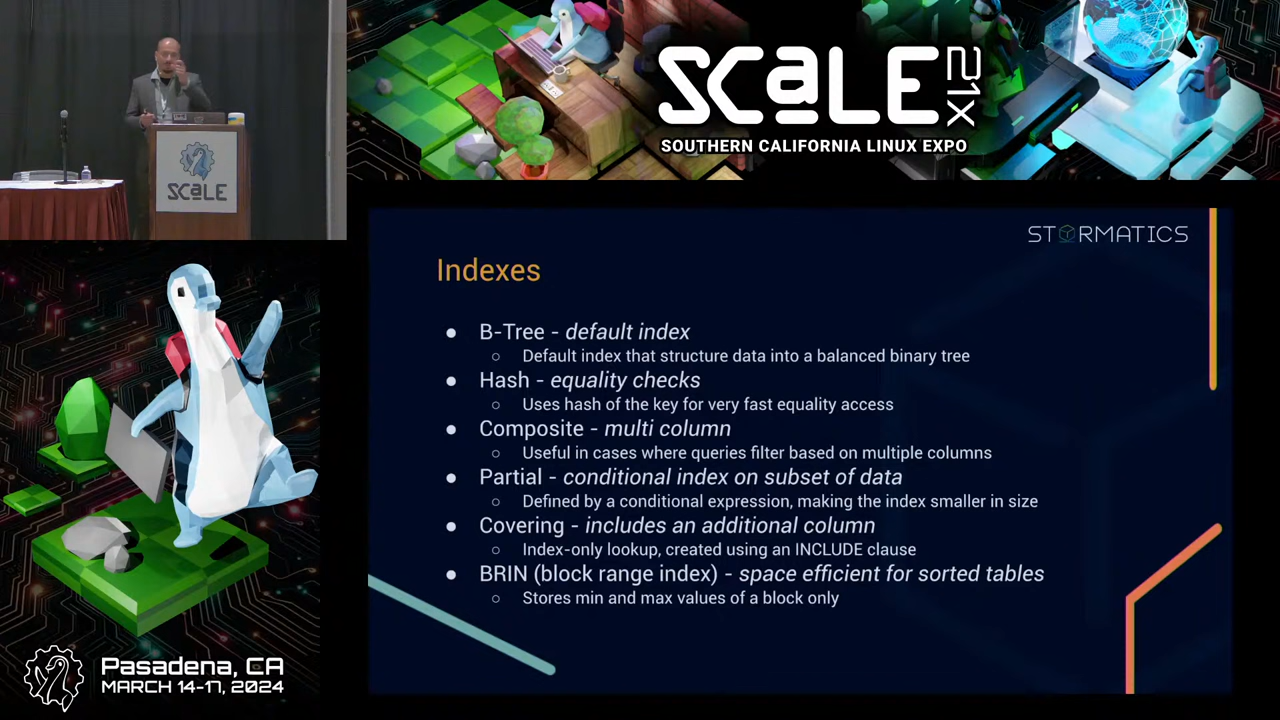 SCALE 21X
SOUTHERN CALIFORNIA LINUX EXPO
SCALE
STORMATICS
Indexes
● B-Tree - default index
○ Default index that structure data into a balanced binary tree
● Hash - equality checks
○ Uses hash of the key for very fast equality access
● Composite - multi column
○ Useful in cases where queries filter based on multiple columns
● Partial - conditional index on subset of data
○ Defined by a conditional expression, making the index smaller in size
● Covering - includes an additional column
○ Index-only lookup, created using an INCLUDE clause
● BRIN (block range index) - space efficient for sorted tables
○ Stores min and max values of a block only
Pasadena, CA
MARCH 14-17, 2024